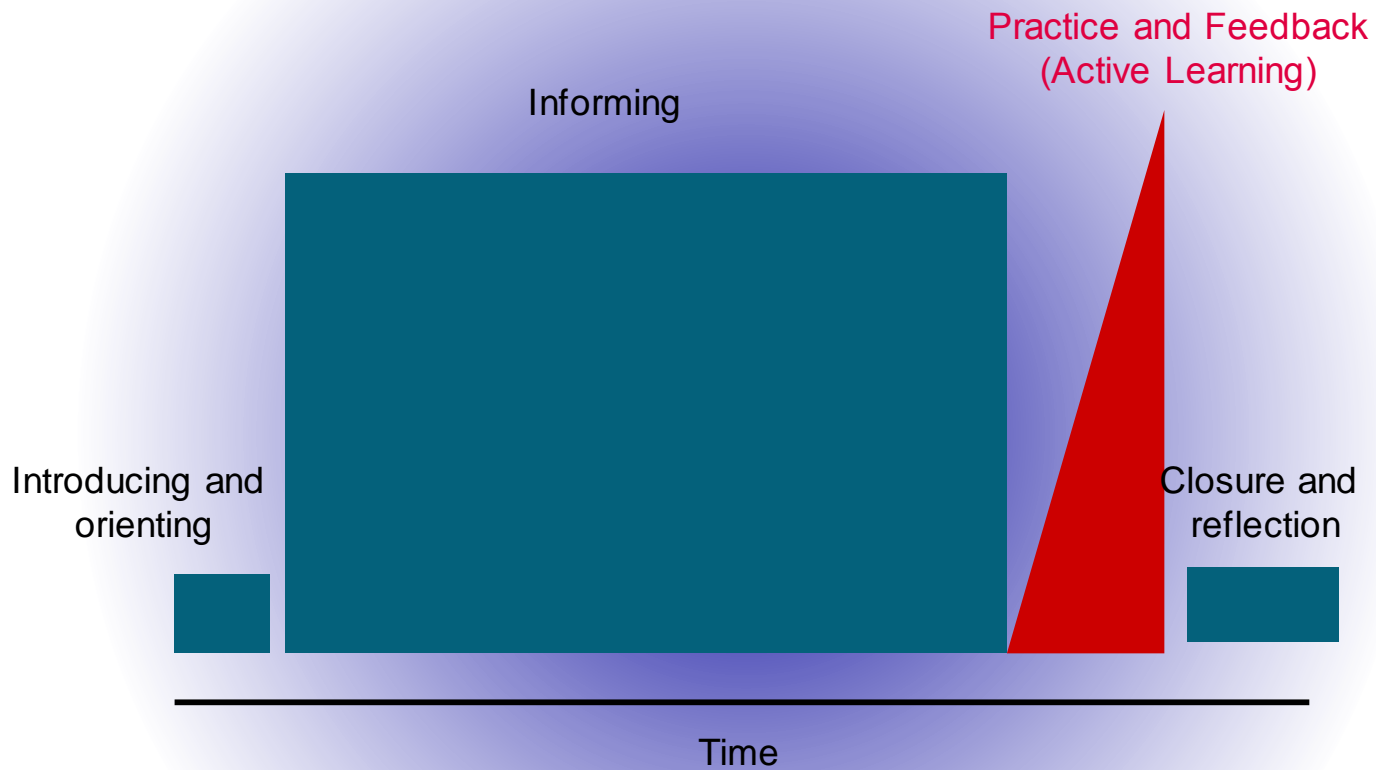 Practice and Feedback
(Active Learning)
Informing
Introducing and
orienting
Closure and
reflection
Time